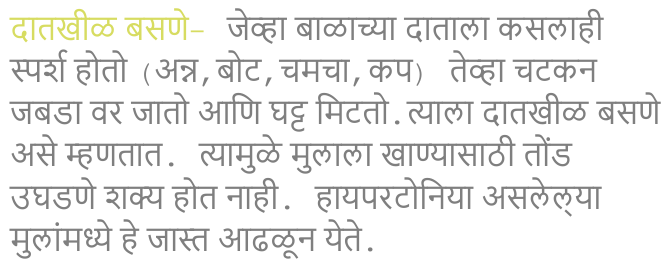 दातखीळ बसणे- जेव्हा बाळाच्या दाताला कसलाही
स्पर्श होतो (अन्न,बोट,चमचा,कप) तेव्हा चटकन
जबडा वर जातो आणि घट्ट मिटतो.त्याला दातखीळ बसणे
असे म्हणतात. त्यामुळे मुलाला खाण्यासाठी तोंड
उघडणे शक्य होत नाही. हायपरटोनिया असलेल्‌या
मुलांमध्ये हे जास्त आढळून येते.